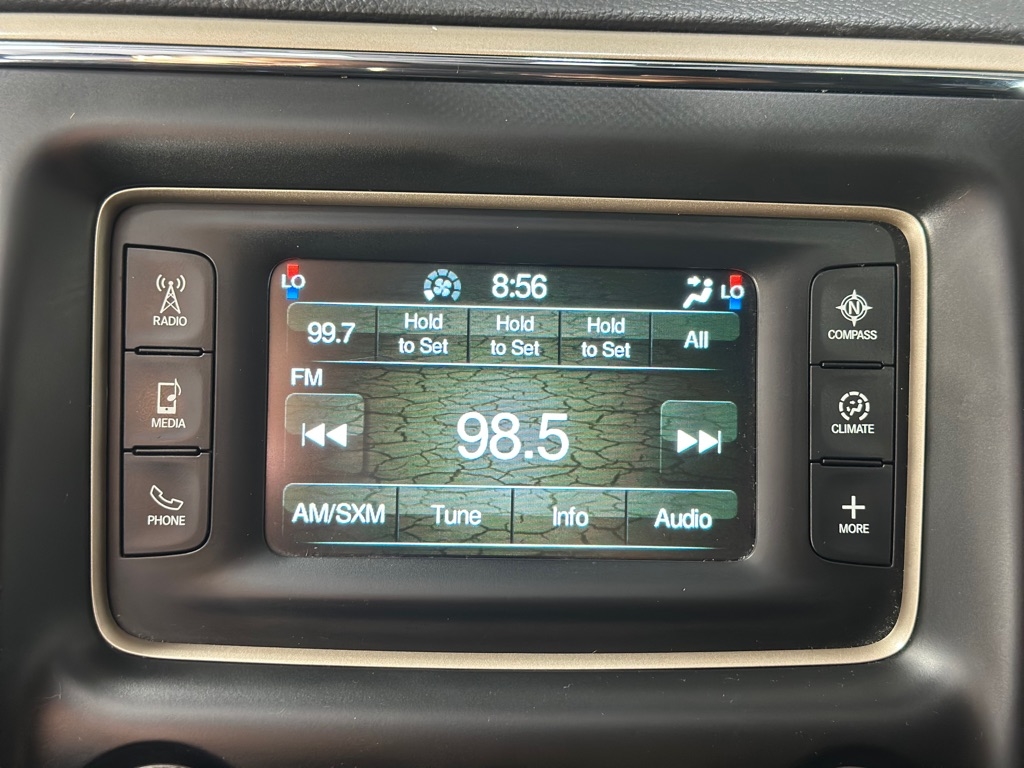 LO 8:56 LO
99.7
Hold
to Set
Hold
to Set
Hold
to Set
All
FM
98.5
AM/SXM Tune Info Audio
RADIO
MEDIA
PHONE
N
COMPASS
CLIMATE
MORE